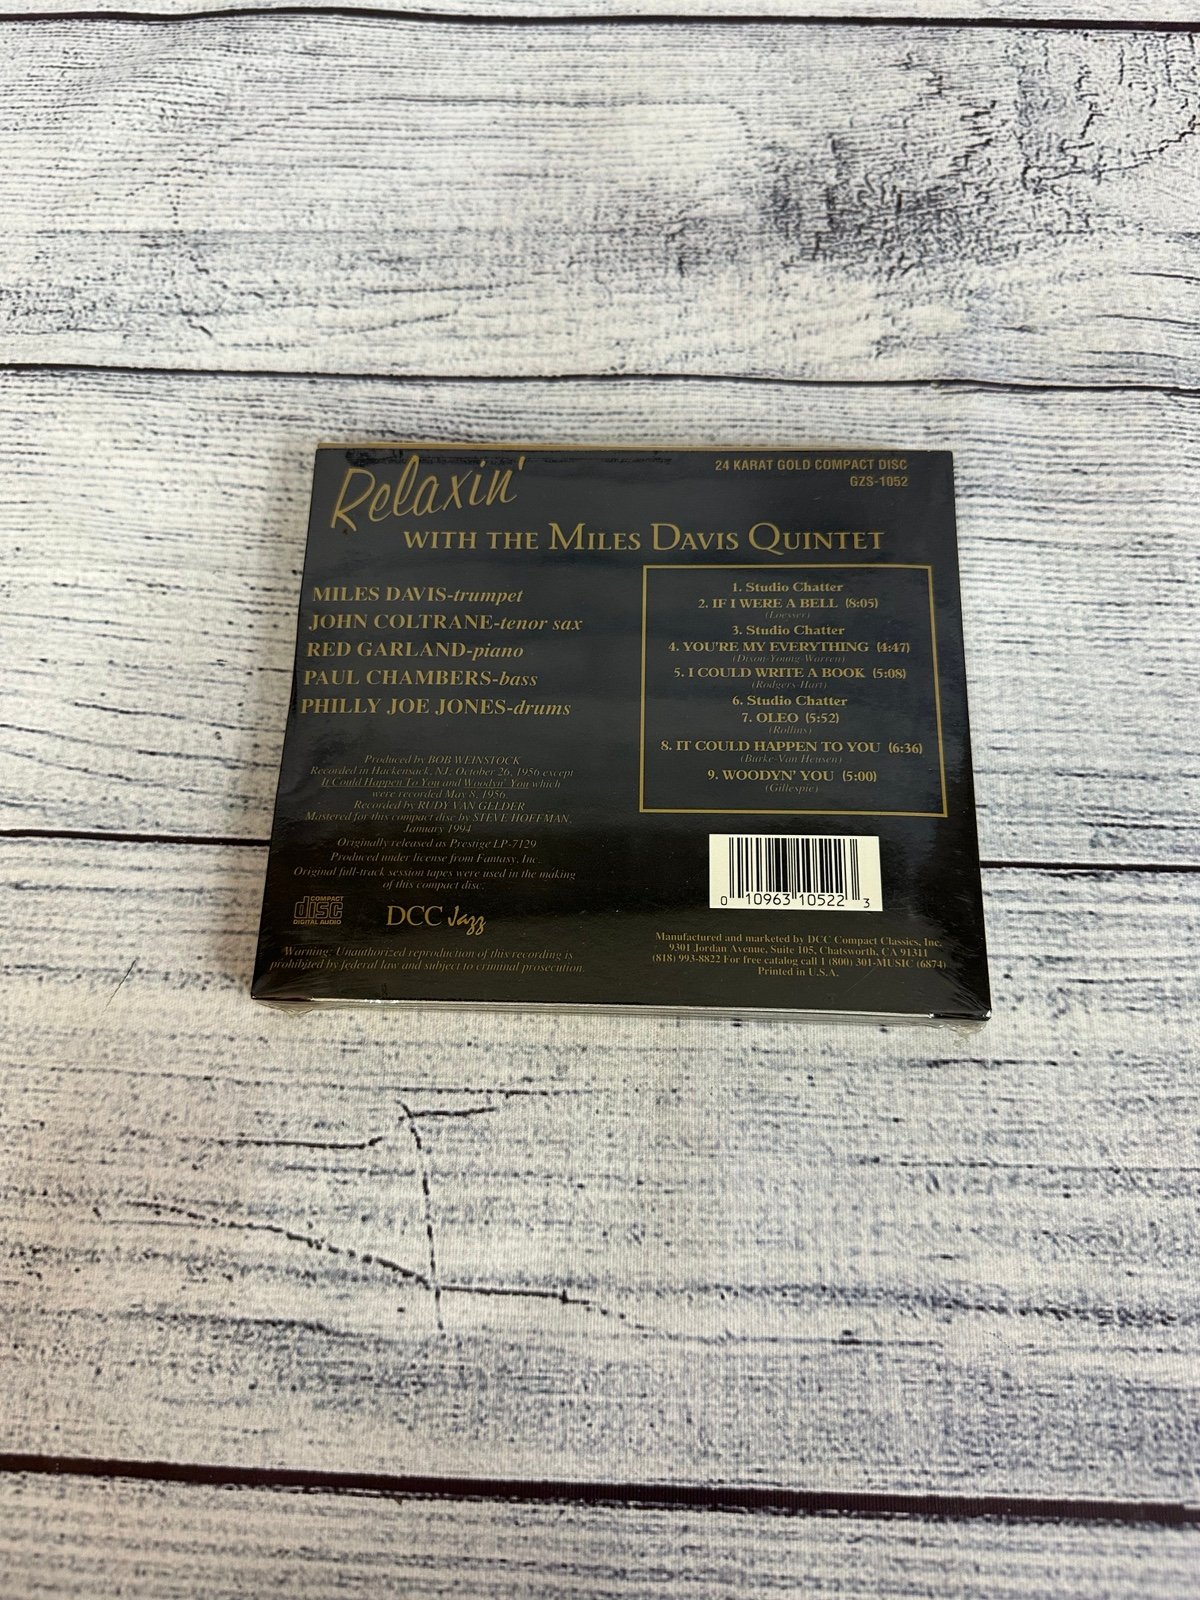 Relaxin'
WITH THE MILES DAVIS QUINTET
24 KARAT GOLD COMPACT DISC
GZS-1052
MILES DAVIS-trumpet
JOHN COLTRANE-tenor sax
RED GARLAND-piano
PAUL CHAMBERS-bass
PHILLY JOE JONES-drums
1. Studio Chatter
2. IF I WERE A BELL (8:05)
(Loesser)
3. Studio Chatter
4. YOU'RE MY EVERYTHING (4:47)
(Dixon-Young-Warren)
5. I COULD WRITE A BOOK (5:08)
(Rodgers-Hart)
6. Studio Chatter
7. OLEO (5:52)
(Rollins)
8. IT COULD HAPPEN TO YOU (6:36)
(Burke-Van Heusen)
9. WOODYN' YOU (5:00)
(Gillespie)
Produced by BOB WEINSTOCK
Recorded in Hackensack, NJ, October 26, 1956 except
It Could Happen To You and Woodyn' You which
were recorded May 8, 1956.
Recorded by RUDY VAN GELDER
Mastered for this compact disc by STEVE HOFFMAN,
January 1994
Originally released as Prestige LP-7129
Produced under license from Fantasy, Inc.
Original full-track session tapes were used in the making
of this compact disc.
COMPACT
disc
DIGITAL AUDIO
DCC Jazz
Warning: Unauthorized reproduction of this recording is
prohibited by federal law and subject to criminal prosecution.
0 10963 10522 3
Manufactured and marketed by DCC Compact Classics, Inc.
9301 Jordan Avenue, Suite 105, Chatsworth, CA 91311
(818) 993-8822 For free catalog call 1 (800) 301-MUSIC (6874)
Printed in U.S.A.